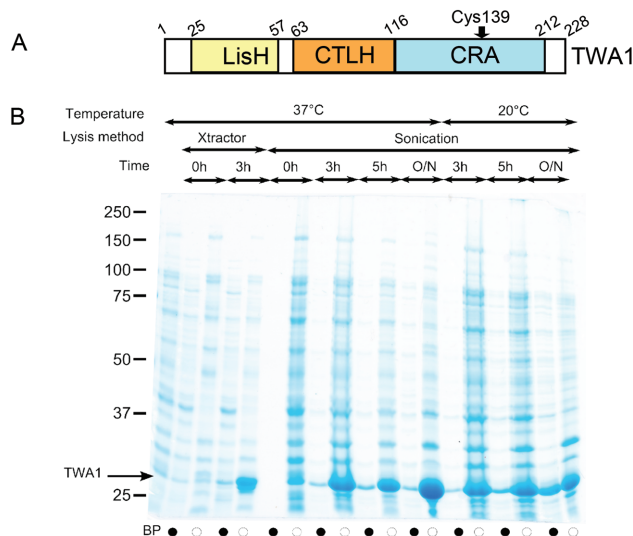 A
1 25 57 63 116 Cys139 212 228
LisH CTLH CRA TWA1
B
Temperature 37°C 20°C
Lysis method Xtractor Sonication
Time 0h 3h 0h 3h 5h O/N 3h 5h O/N
250
150
100
75
50
37
TWA1
25
BP